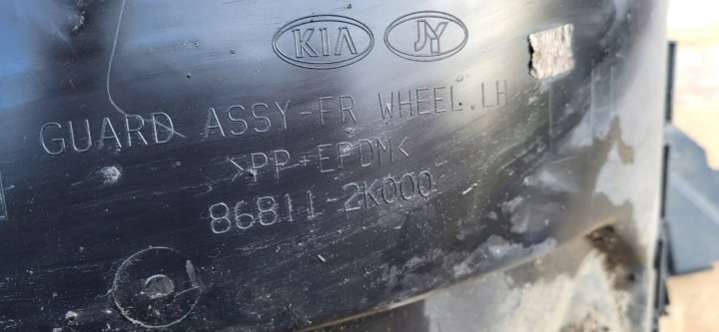 KIA JY
GUARD ASSY-FR WHEEL,LH
>PP+EPDM<
86811-2K000